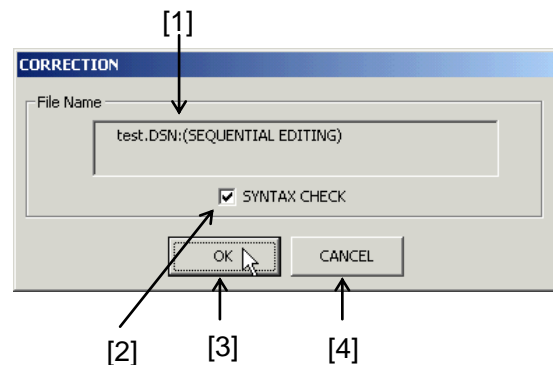 [1]
CORRECTION
File Name
test.DSN:(SEQUENTIAL EDITING)
SYNTAX CHECK
OK
CANCEL
[2]
[3]
[4]